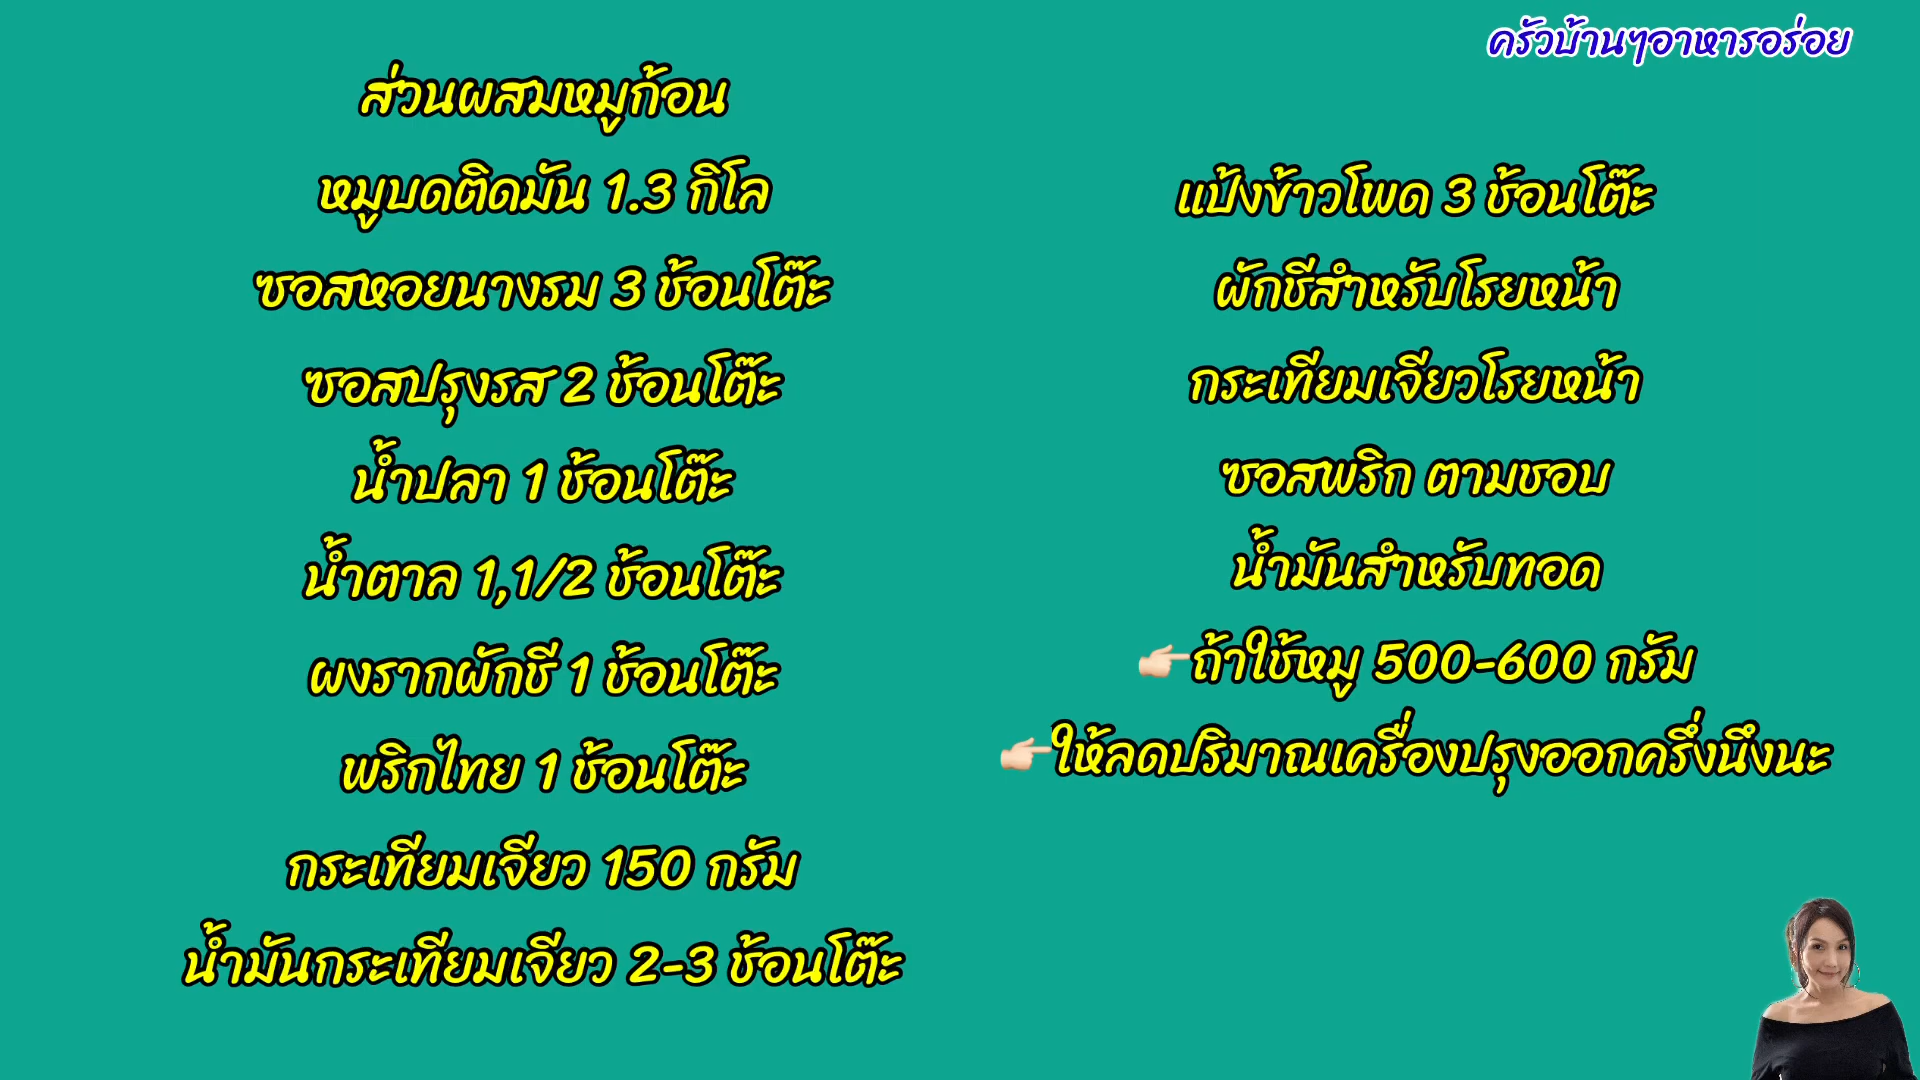 ครัวบ้านๆอาหารอร่อย
ส่วนผสมหมูก้อน
หมูบดติดมัน 1.3 กิโล
ซอสหอยนางรม 3 ช้อนโต๊ะ
ซอสปรุงรส 2 ช้อนโต๊ะ
น้ำปลา 1 ช้อนโต๊ะ
น้ำตาล 1,1/2 ช้อนโต๊ะ
ผงรากผักชี 1 ช้อนโต๊ะ
พริกไทย 1 ช้อนโต๊ะ
กระเทียมเจียว 150 กรัม
น้ำมันกระเทียมเจียว 2-3 ช้อนโต๊ะ
แป้งข้าวโพด 3 ช้อนโต๊ะ
ผักชีสำหรับโรยหน้า
กระเทียมเจียวโรยหน้า
ซอสพริก ตามชอบ
น้ำมันสำหรับทอด
👉🏻ถ้าใช้หมู 500-600 กรัม
👉🏻ให้ลดปริมาณเครื่องปรุงออกครึ่งนึงนะ